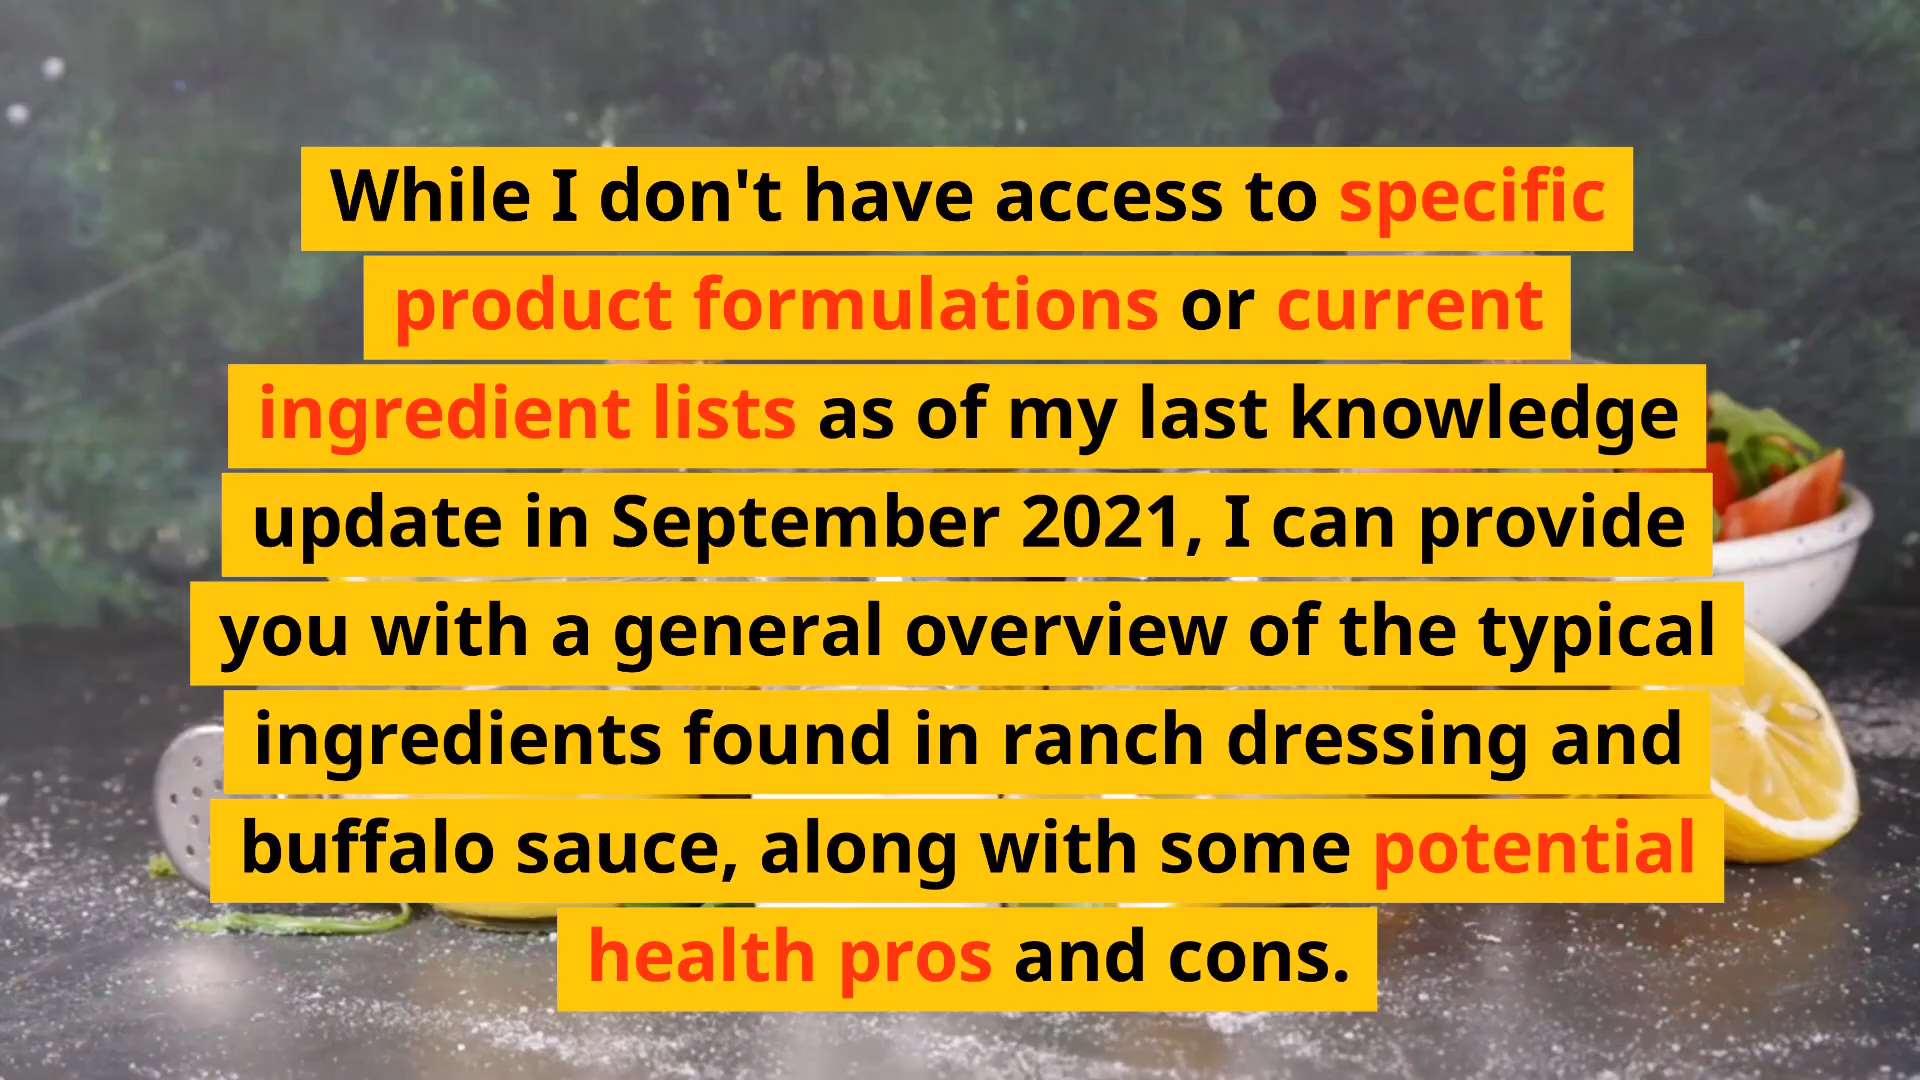 While I don't have access to specific
product formulations or current
ingredient lists as of my last knowledge
update in September 2021, I can provide
you with a general overview of the typical
ingredients found in ranch dressing and
buffalo sauce, along with some potential
health pros and cons.